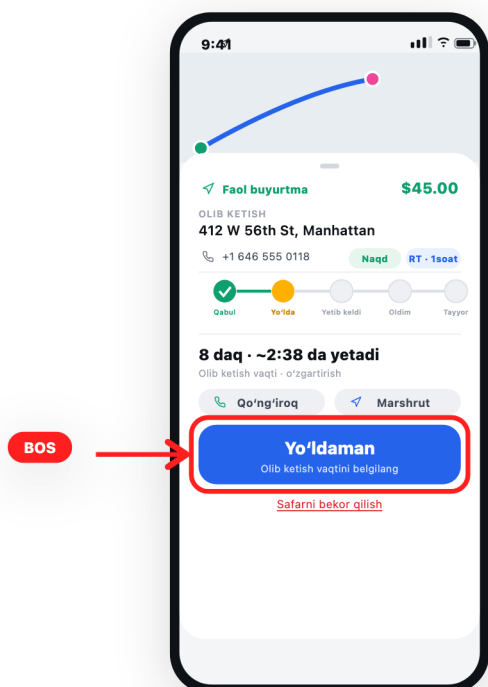 9:41
Faol buyurtma $45.00
OLIB KETISH
412 W 56th St, Manhattan
+1 646 555 0118 Naqd RT · 1soat
Qabul Yo‘lda Yetib keldi Oldim Tayyor
8 daq · ~2:38 da yetadi
Olib ketish vaqti · o‘zgartirish
Qo‘ng‘iroq Marshrut
BOS
Yo‘ldaman
Olib ketish vaqtini belgilang
Safarni bekor qilish